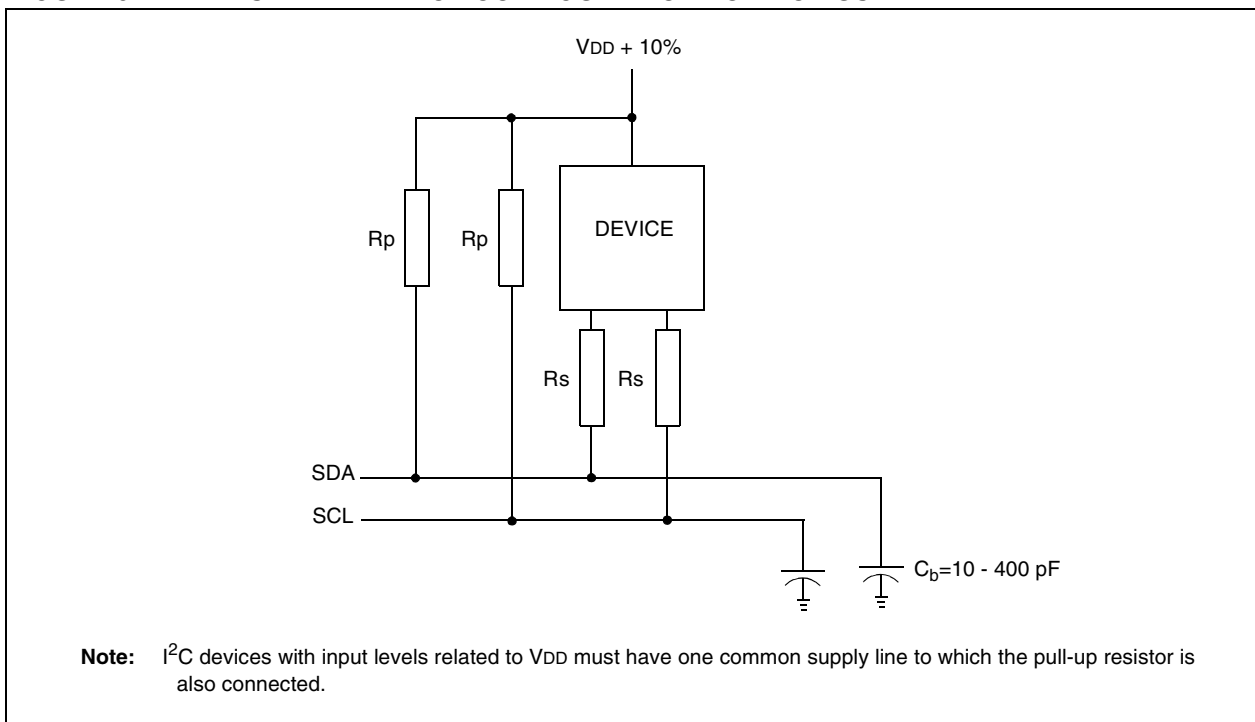 VDD + 10%
DEVICE
Rp
Rp
Rs
Rs
SDA
SCL
Cb=10 - 400 pF
Note: I2C devices with input levels related to VDD must have one common supply line to which the pull-up resistor is
also connected.